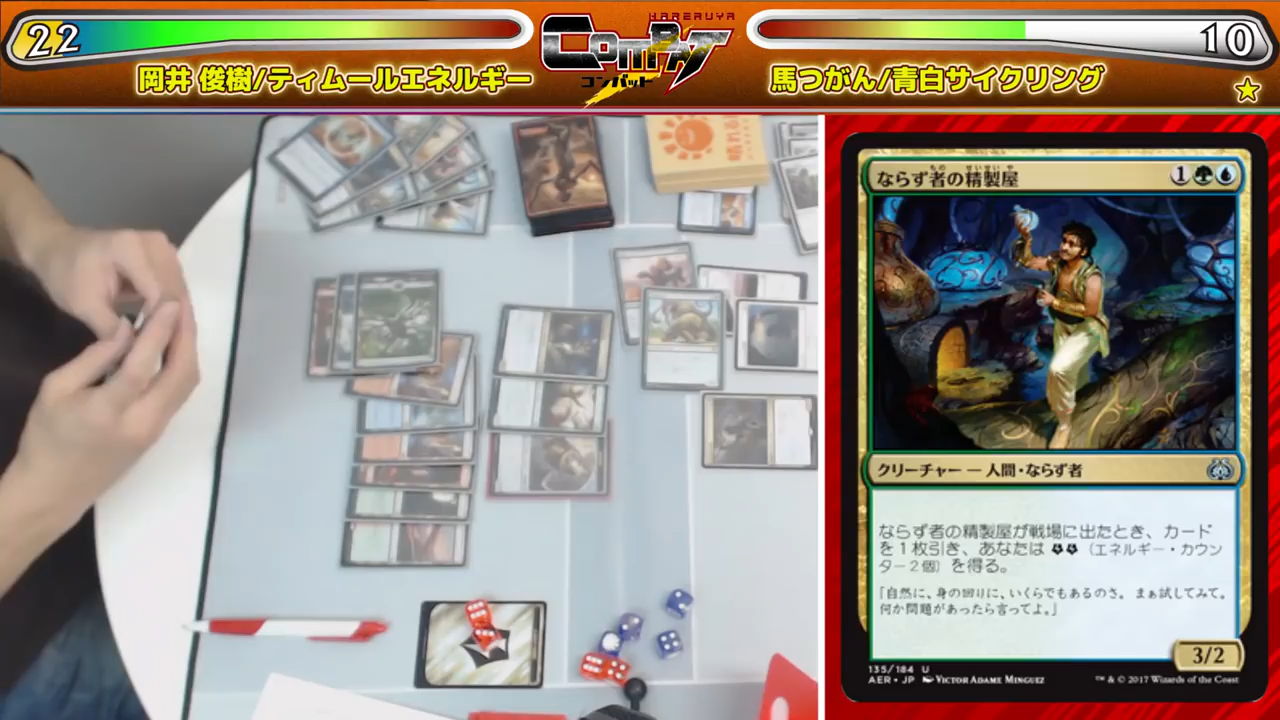 22
HARERUYA
COMBAT
コンバット
10
岡井 俊樹/ティムールエネルギー
馬つがん/青白サイクリング
ならず者の精製屋
もの せいせいや
1
クリーチャー — 人間・ならず者
ならず者の精製屋が戦場に出たとき、カード
を1枚引き、あなたは (エネルギー・カウン
ター2個) を得る。
「自然に、身の回りに、いくらでもあるのさ。まぁ試してみて。
何か問題があったら言ってよ。」
3/2
135/184 U
AER • JP VICTOR ADAME MINGUEZ
™ & © 2017 Wizards of the Coast